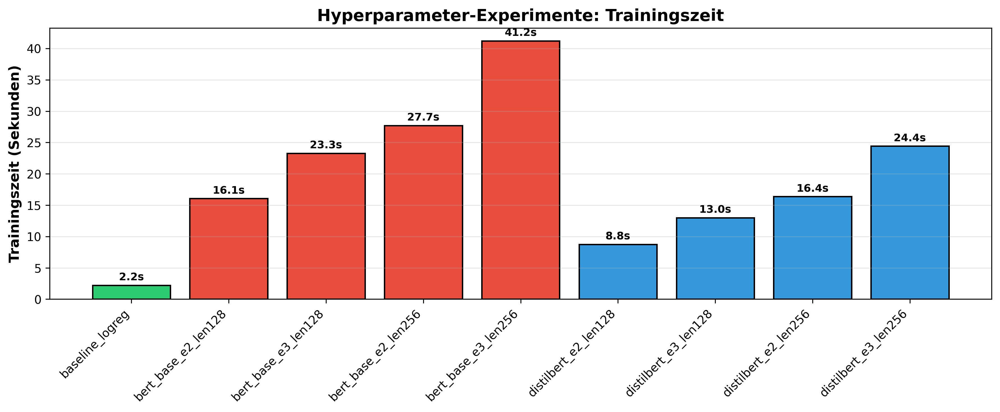 Hyperparameter-Experimente: Trainingszeit
Trainingszeit (Sekunden)
40
35
30
25
20
15
10
5
0
2.2s
16.1s
23.3s
27.7s
41.2s
8.8s
13.0s
16.4s
24.4s
baseline_logreg
bert_base_e2_len128
bert_base_e3_len128
bert_base_e2_len256
bert_base_e3_len256
distilbert_e2_len128
distilbert_e3_len128
distilbert_e2_len256
distilbert_e3_len256